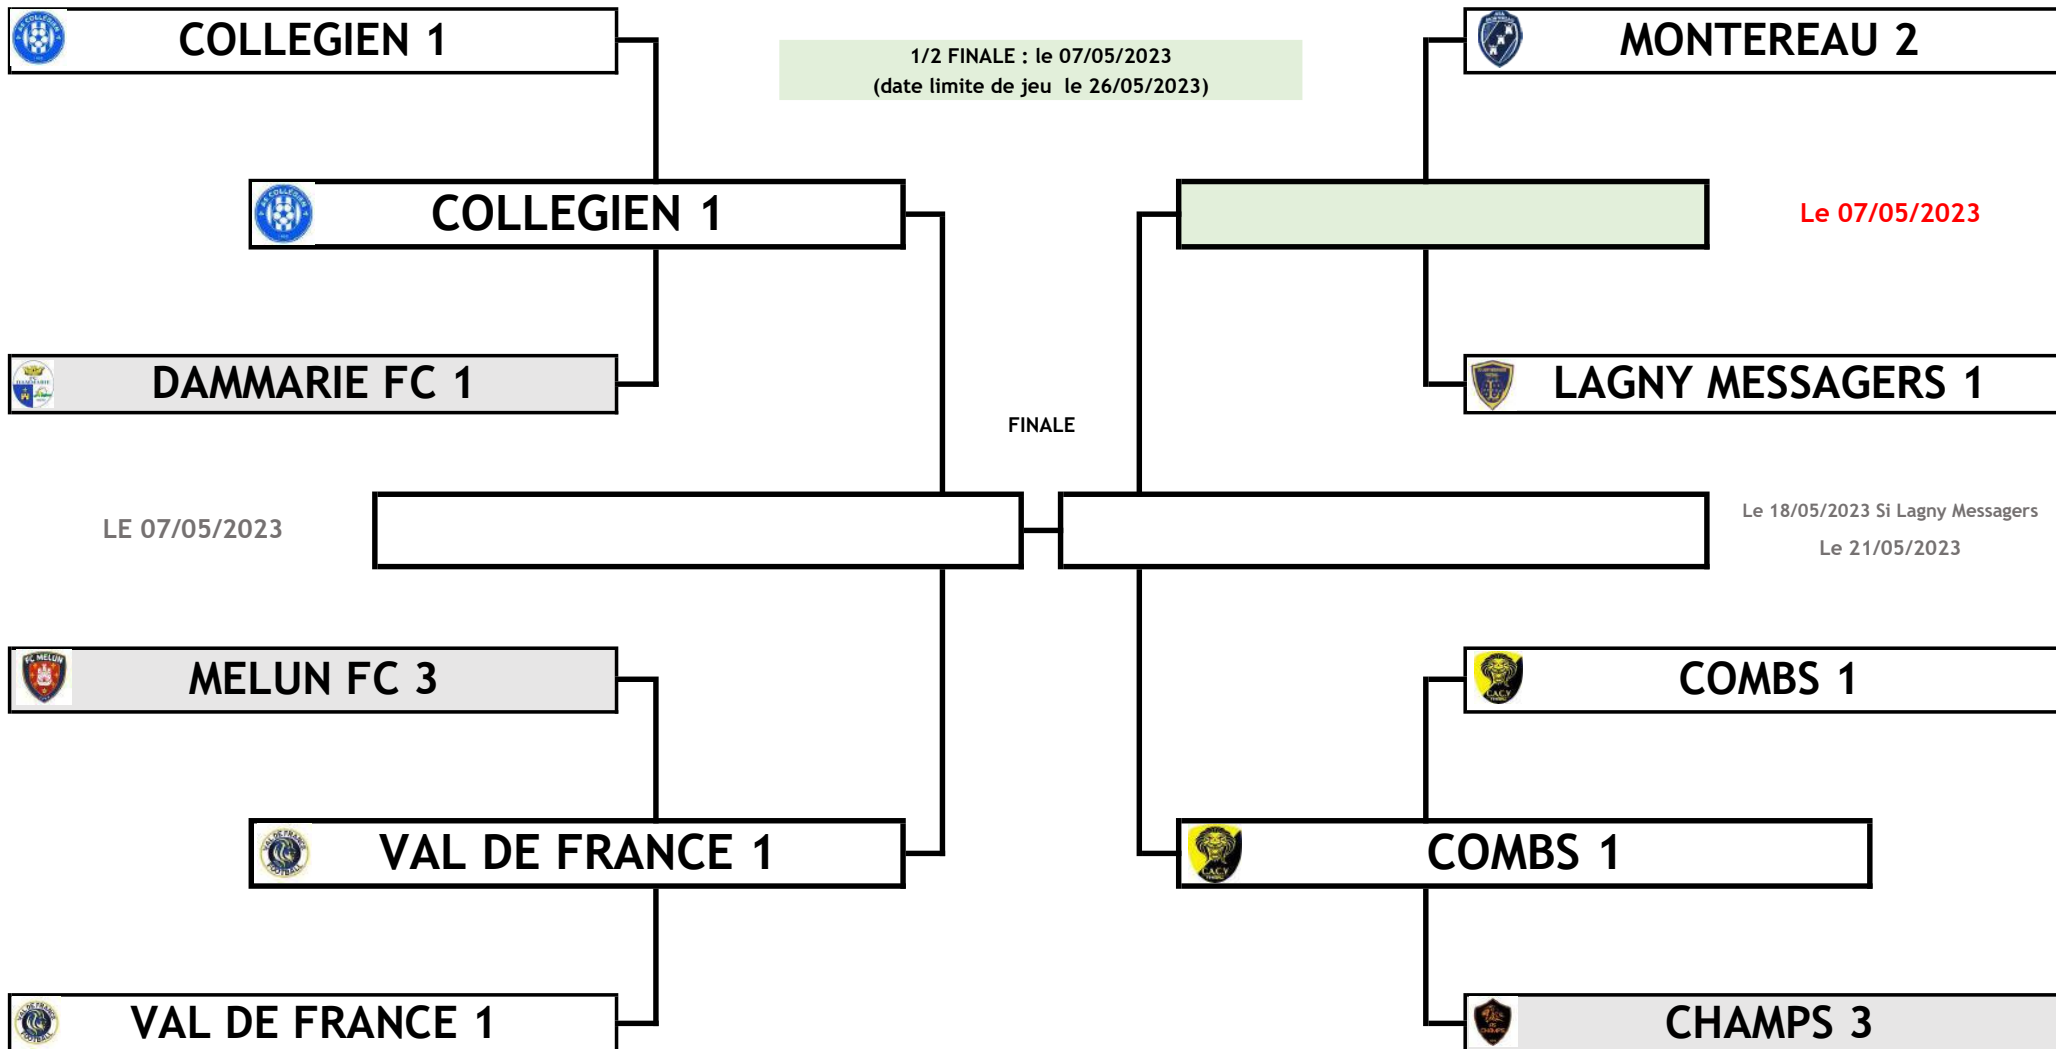 COLLEGIEN 1
1/2 FINALE : le 07/05/2023
(date limite de jeu le 26/05/2023)
MONTEREAU 2
COLLEGIEN 1
Le 07/05/2023
DAMMARIE FC 1
LAGNY MESSAGERS 1
FINALE
LE 07/05/2023
Le 18/05/2023 Si Lagny Messagers
Le 21/05/2023
FC MELUN
MELUN FC 3
COMBS 1
VAL DE FRANCE 1
COMBS 1
VAL DE FRANCE 1
CHAMPS 3